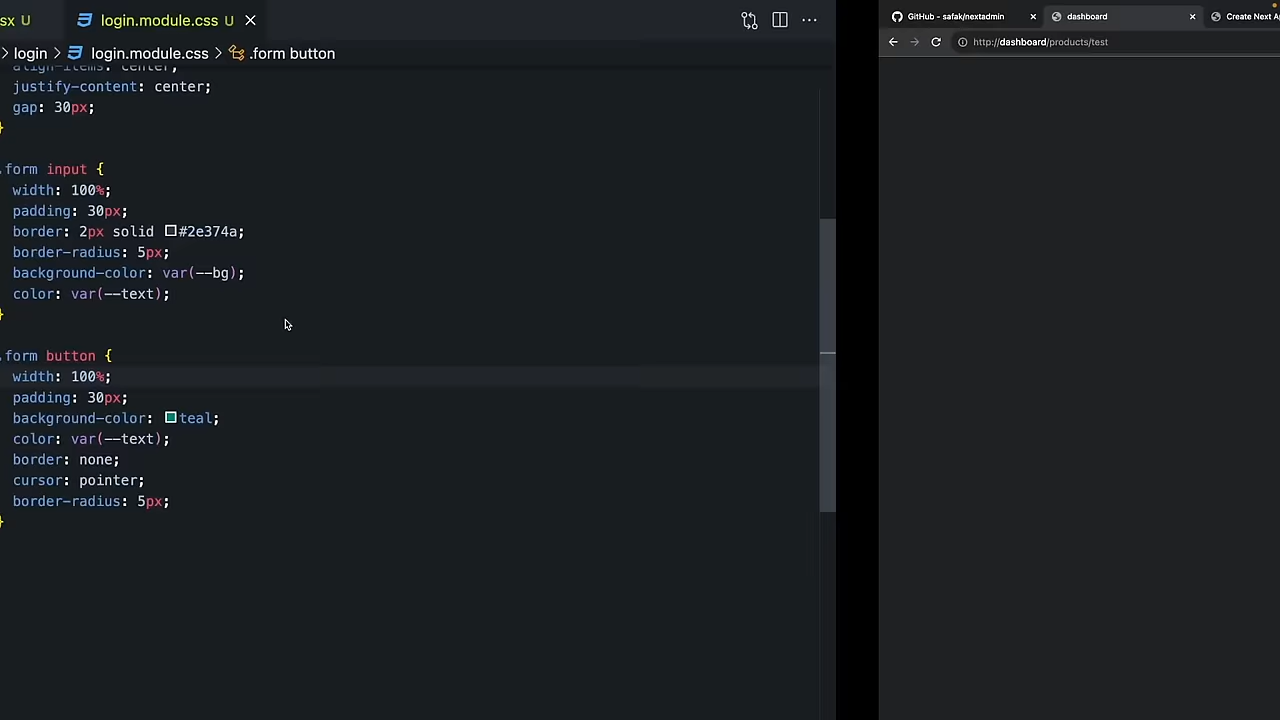 sx U
login.module.css U
GitHub - safak/nextadmin
dashboard
Create Next A
http://dashboard/products/test
login > login.module.css > .form button
align-items: center;
justify-content: center;
gap: 30px;
}
.form input {
width: 100%;
padding: 30px;
border: 2px solid #2e374a;
border-radius: 5px;
background-color: var(--bg);
color: var(--text);
}
.form button {
width: 100%;
padding: 30px;
background-color: teal;
color: var(--text);
border: none;
cursor: pointer;
border-radius: 5px;
}